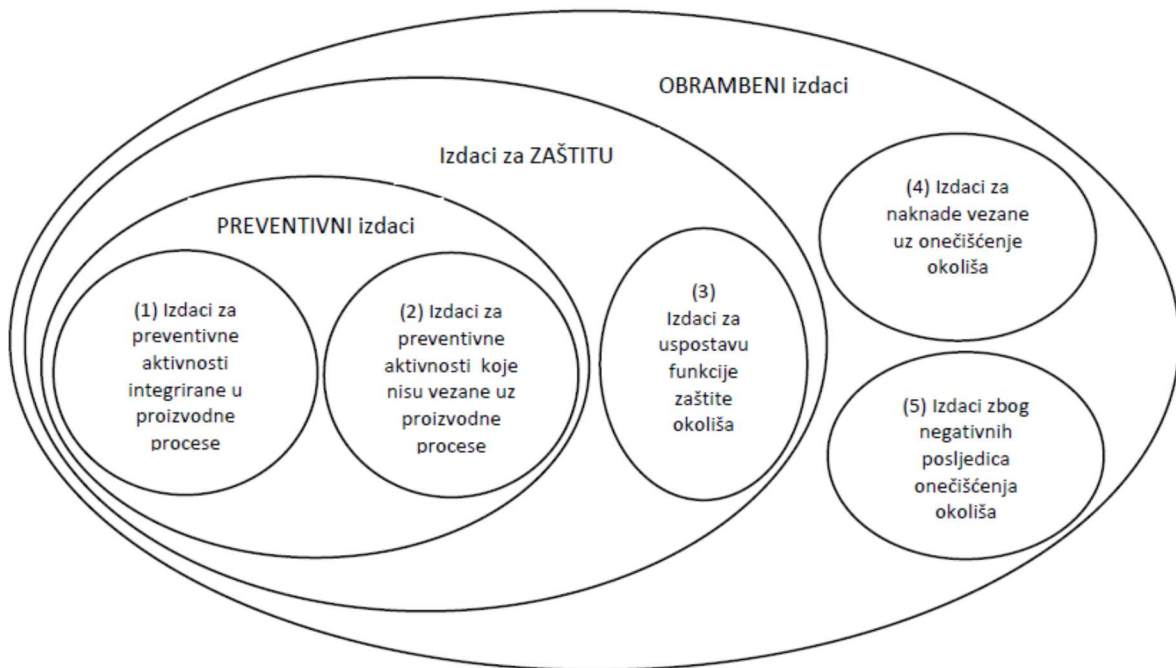 OBRAMBENI izdaci
Izdaci za ZAŠTITU
PREVENTIVNI izdaci
(1) Izdaci za
preventivne
aktivnosti
integrirane u
proizvodne
procese
(2) Izdaci za
preventivne
aktivnosti koje
nisu vezane uz
proizvodne
procese
(3)
Izdaci za
uspostavu
funkcije
zaštite
okoliša
(4) Izdaci za
naknade vezane
uz onečišćenje
okoliša
(5) Izdaci zbog
negativnih
posljedica
onečišćenja
okoliša